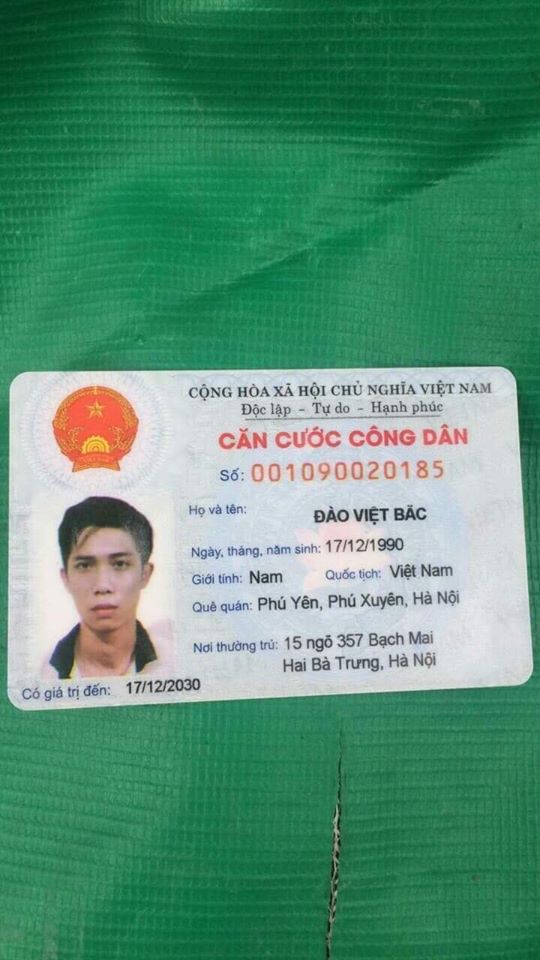 CỘNG HÒA XÃ HỘI CHỦ NGHĨA VIỆT NAM
Độc lập - Tự do - Hạnh phúc
CĂN CƯỚC CÔNG DÂN
Số: 001090020185
Họ và tên: ĐÀO VIỆT BẮC
Ngày, tháng, năm sinh: 17/12/1990
Giới tính: Nam Quốc tịch: Việt Nam
Quê quán: Phú Yên, Phú Xuyên, Hà Nội
Nơi thường trú: 15 ngõ 357 Bạch Mai
Hai Bà Trưng, Hà Nội
Có giá trị đến: 17/12/2030